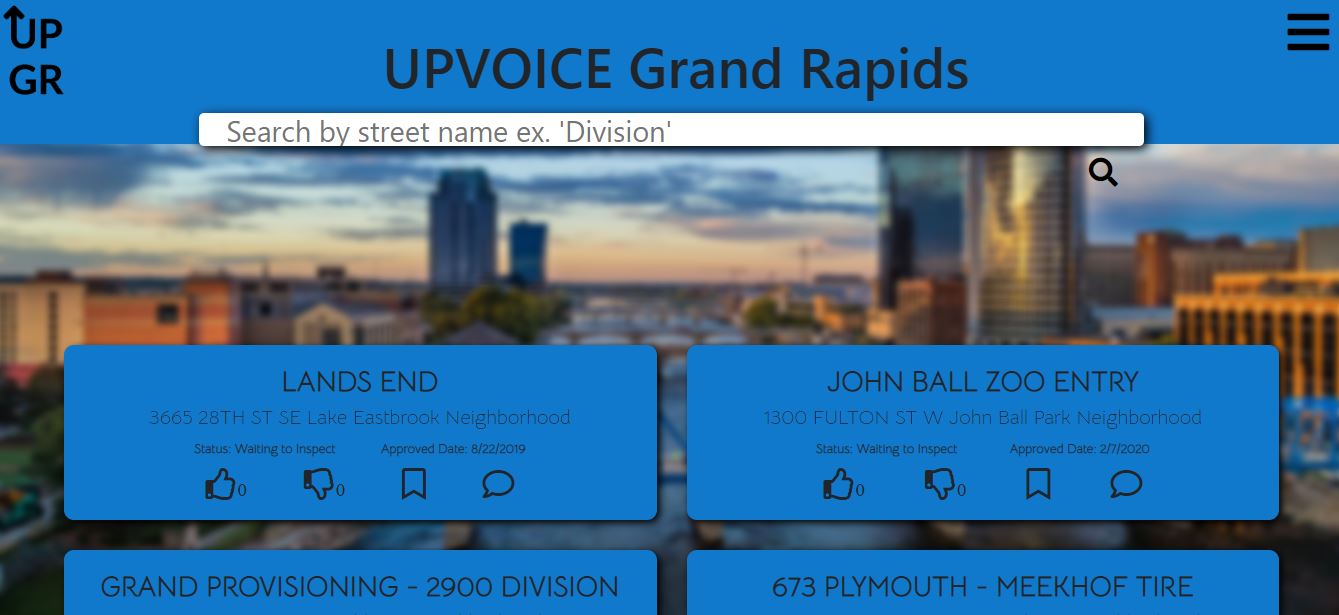 UP
GR
UPVOICE Grand Rapids
Search by street name ex. 'Division'
LANDS END
3665 28TH ST SE Lake Eastbrook Neighborhood
Status: Waiting to Inspect Approved Date: 8/22/2019
0 0
JOHN BALL ZOO ENTRY
1300 FULTON ST W John Ball Park Neighborhood
Status: Waiting to Inspect Approved Date: 2/7/2020
0 0
GRAND PROVISIONING - 2900 DIVISION
673 PLYMOUTH - MEEKHOF TIRE